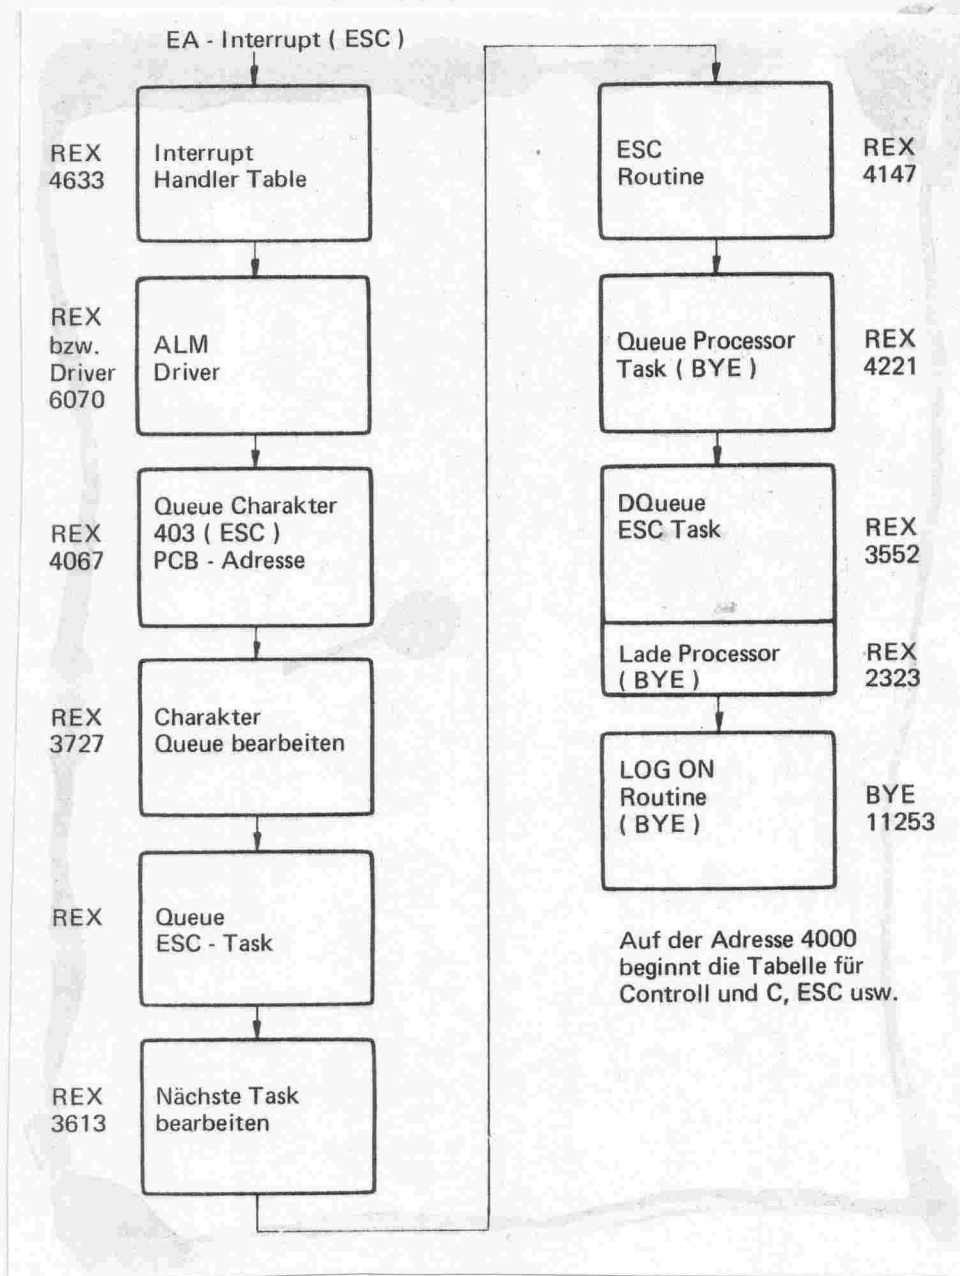 EA - Interrupt ( ESC )
REX
4633
Interrupt
Handler Table
REX
bzw.
Driver
6070
ALM
Driver
REX
4067
Queue Charakter
403 ( ESC )
PCB - Adresse
REX
3727
Charakter
Queue bearbeiten
REX
Queue
ESC - Task
REX
3613
Nächste Task
bearbeiten
ESC
Routine
REX
4147
Queue Processor
Task ( BYE )
REX
4221
DQueue
ESC Task
REX
3552
Lade Processor
( BYE )
REX
2323
LOG ON
Routine
( BYE )
BYE
11253
Auf der Adresse 4000
beginnt die Tabelle für
Controll und C, ESC usw.